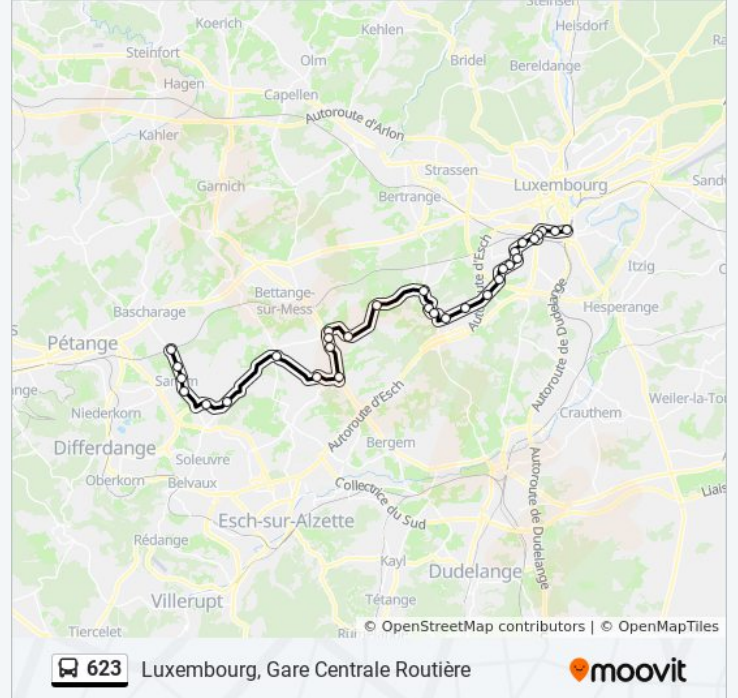 Steinsel
Koerich
Kehlen
Heisdorf
Steinfort
Olm
Bridel
Bereldange
Hagen
Capellen
Autoroute d'Arlon
Kahler
Strassen
Garnich
Luxembourg
Sandw
Bertrange
Autoroute d'Esch
Itzig
Bettange-
sur-Mess
Hesperange
Bascharage
Autoroute de Dudelange
Pétange
ange
Weiler-la-To
Niederkorn
Crauthem
Autoroute d'Esch
Differdange
Bergem
Soleuvre
Oberkorn
Belvaux
Collectrice du Sud
Liais
Esch-sur-Alzette
Autoroute de Dudelange
Rédange
Kayl
Dudelange
Villerupt
Tétange
Tiercelet
© OpenStreetMap contributors | © OpenMapTiles
623 Luxembourg, Gare Centrale Routière
moovit